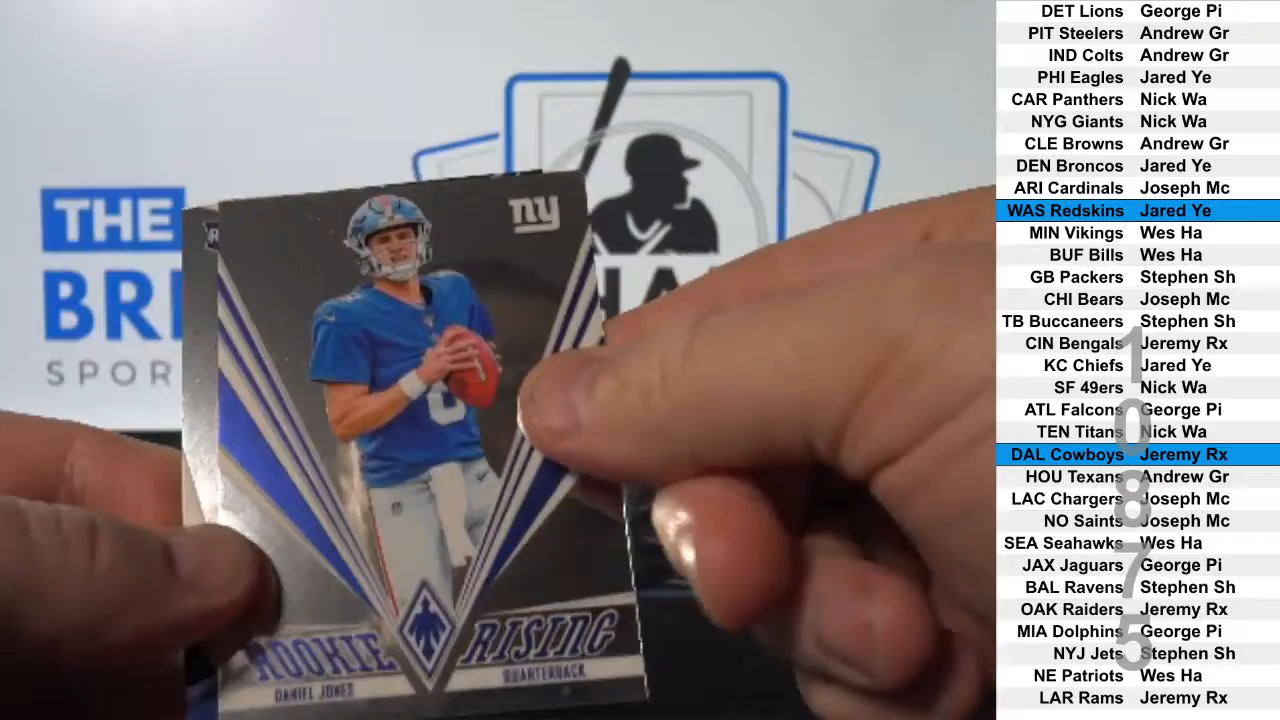 THE
BRE
SPOR
HA
ny
8
ROOKIE RISING
DANIEL JONES QUARTERBACK
DET Lions George Pi
PIT Steelers Andrew Gr
IND Colts Andrew Gr
PHI Eagles Jared Ye
CAR Panthers Nick Wa
NYG Giants Nick Wa
CLE Browns Andrew Gr
DEN Broncos Jared Ye
ARI Cardinals Joseph Mc
WAS Redskins Jared Ye
MIN Vikings Wes Ha
BUF Bills Wes Ha
GB Packers Stephen Sh
CHI Bears Joseph Mc
TB Buccaneers Stephen Sh
CIN Bengals Jeremy Rx
KC Chiefs Jared Ye
SF 49ers Nick Wa
ATL Falcons George Pi
TEN Titans Nick Wa
DAL Cowboys Jeremy Rx
HOU Texans Andrew Gr
LAC Chargers Joseph Mc
NO Saints Joseph Mc
SEA Seahawks Wes Ha
JAX Jaguars George Pi
BAL Ravens Stephen Sh
OAK Raiders Jeremy Rx
MIA Dolphins George Pi
NYJ Jets Stephen Sh
NE Patriots Wes Ha
LAR Rams Jeremy Rx
10875